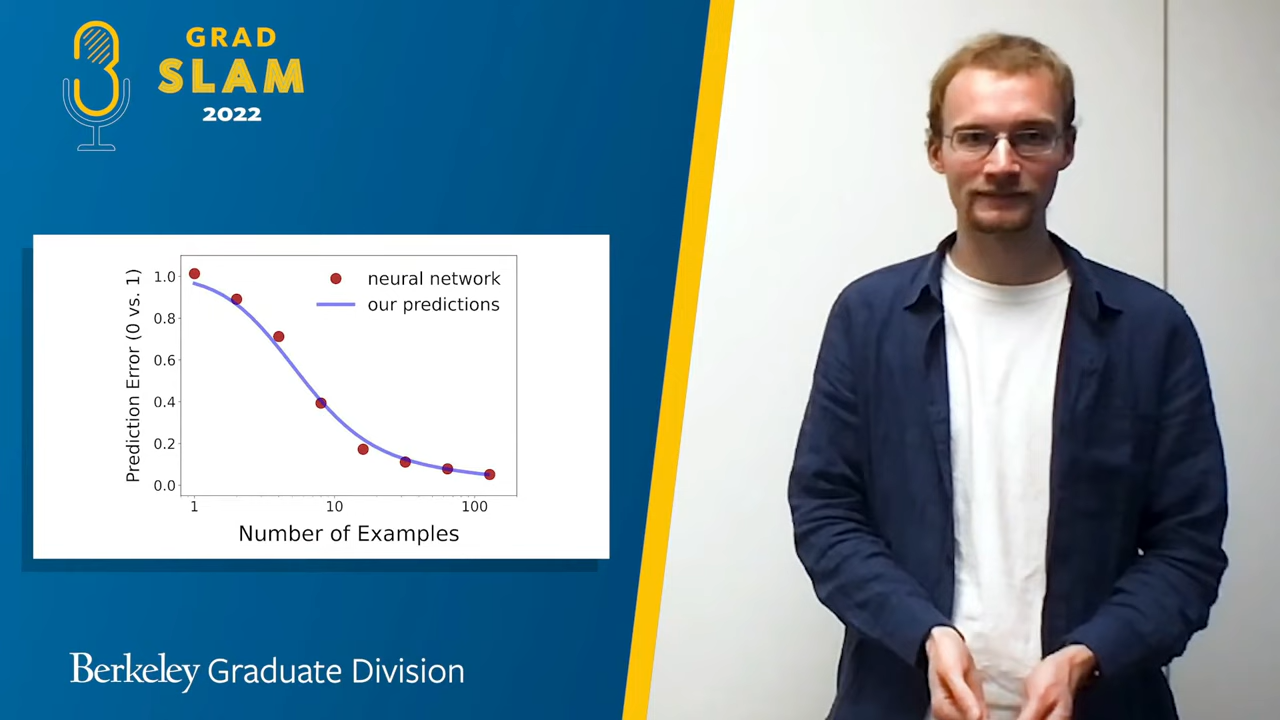 GRAD
SLAM
2022
neural network
our predictions
Prediction Error (0 vs. 1)
1.0
0.8
0.6
0.4
0.2
0.0
1
10
100
Number of Examples
Berkeley Graduate Division